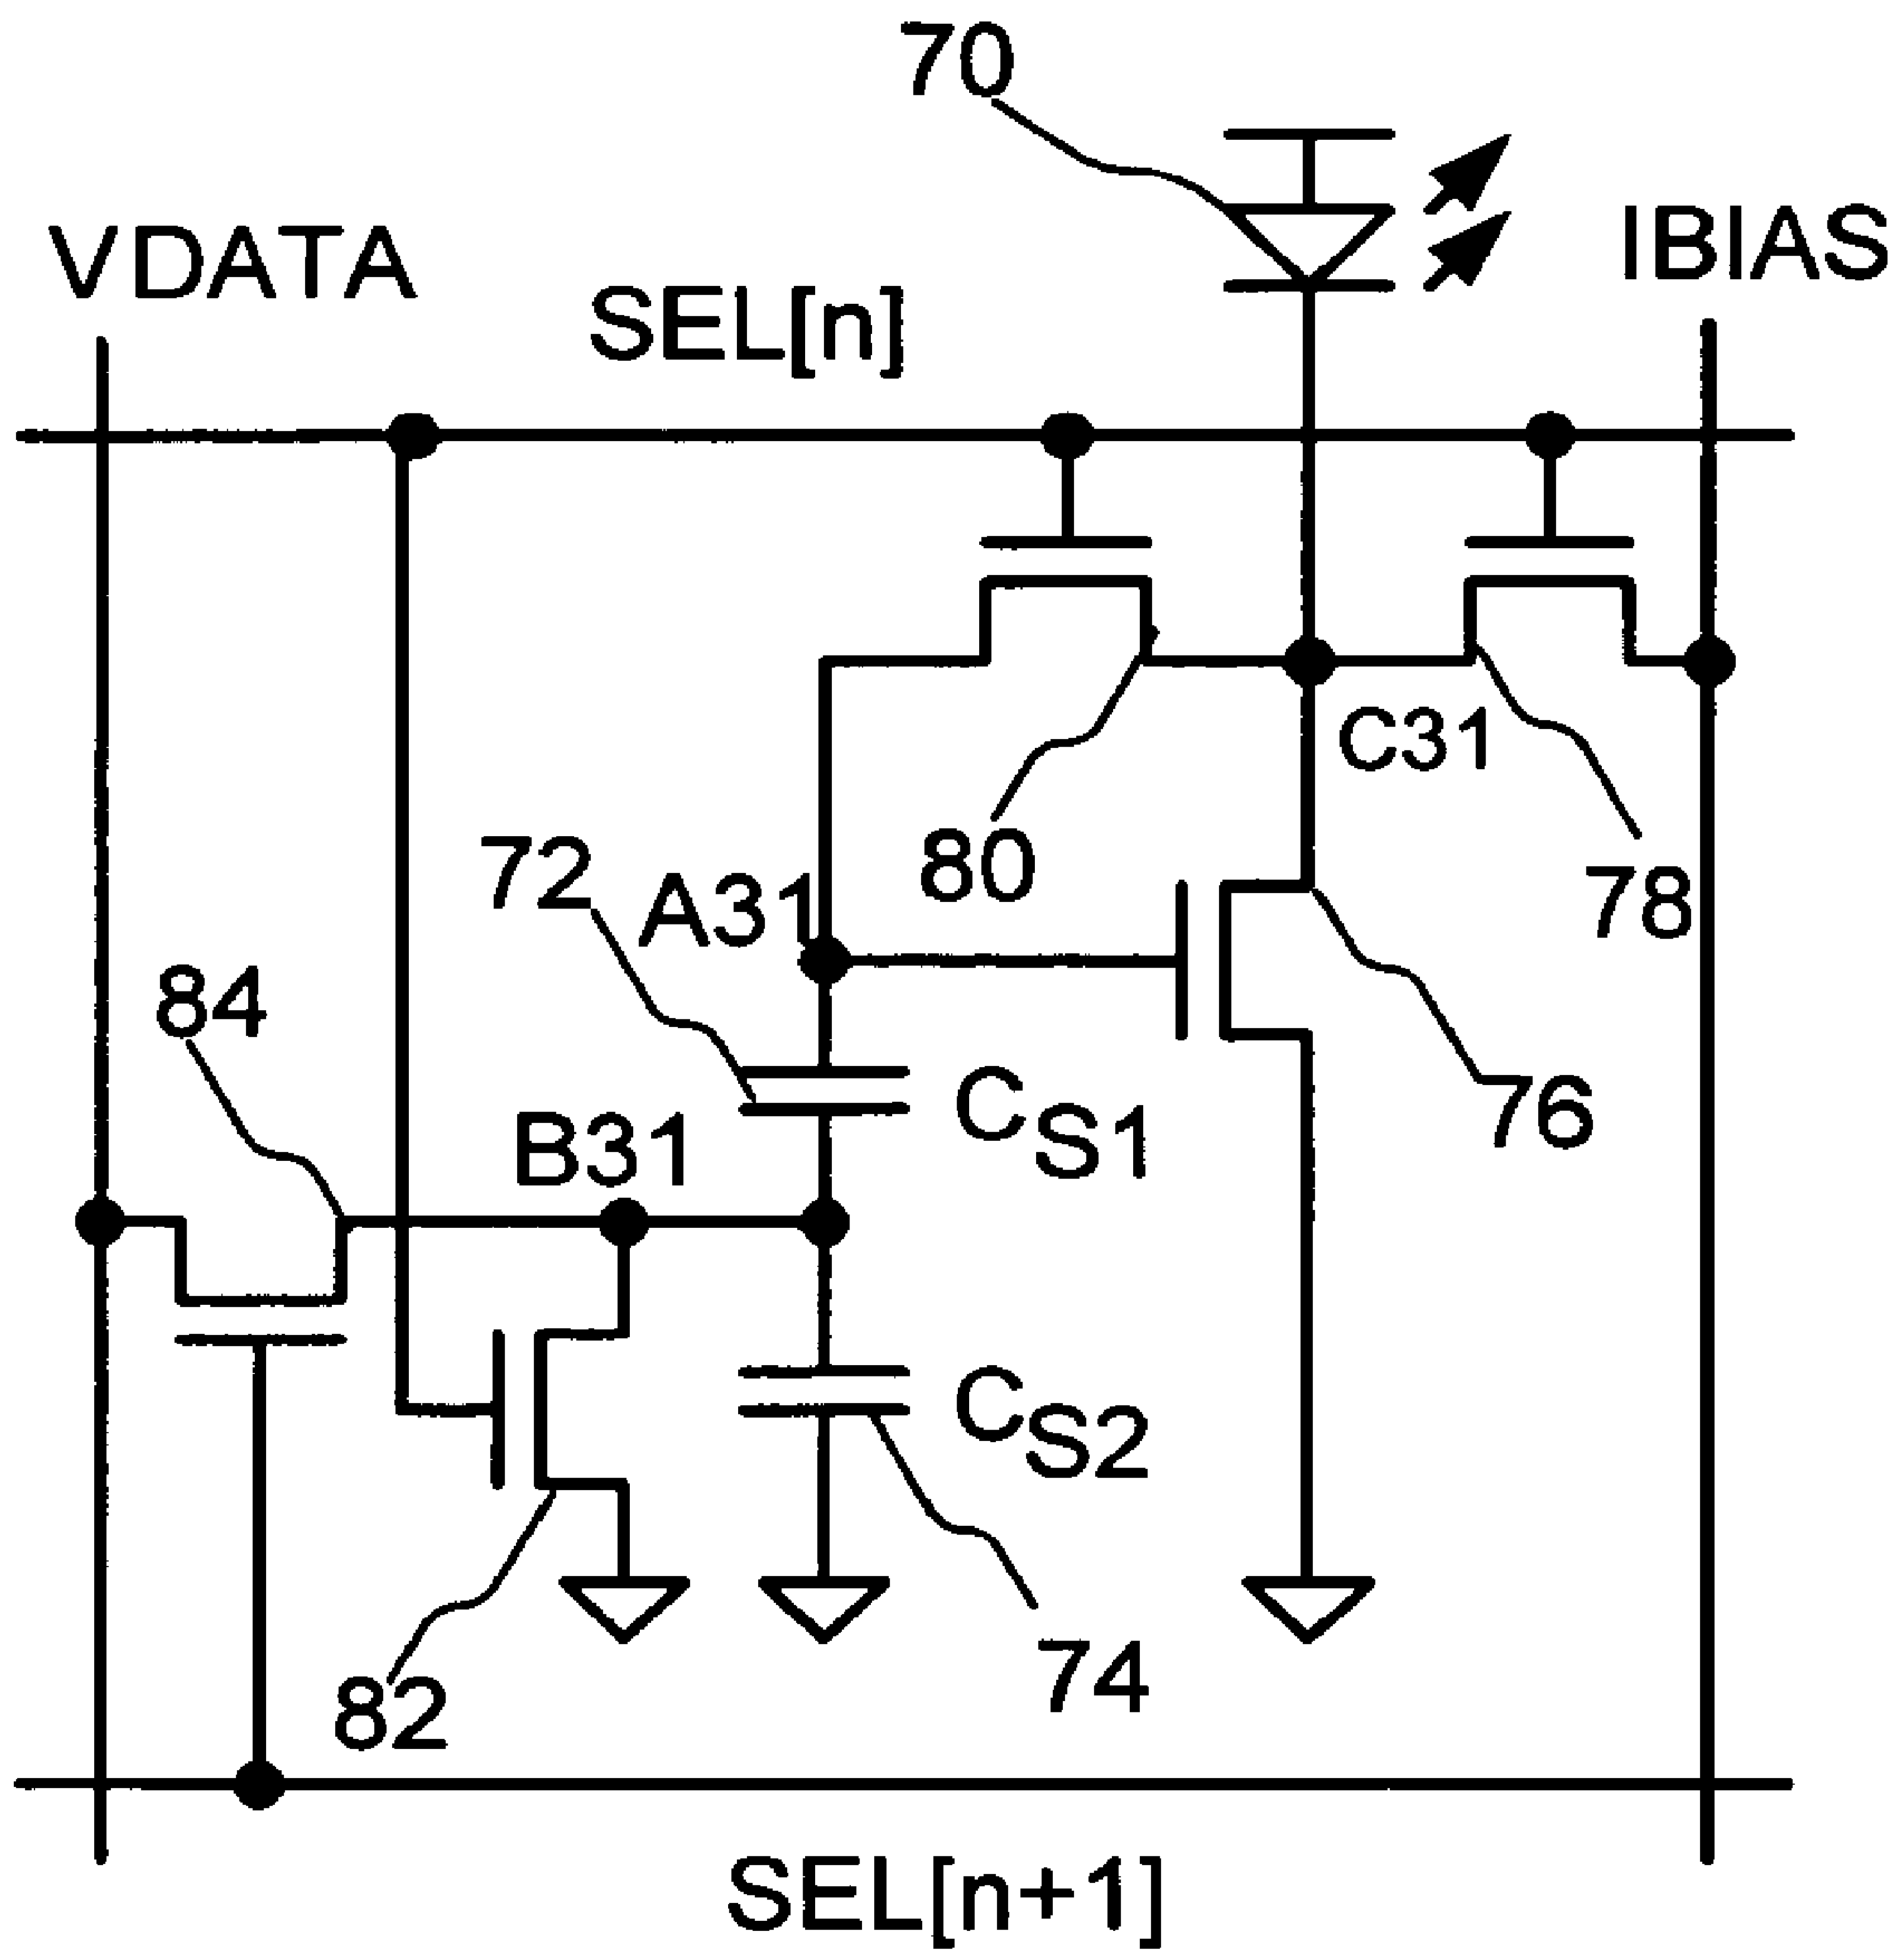 70
VDATA
IBIAS
SEL[n]
C31
72
80
A31
78
84
CS1
76
B31
CS2
74
82
SEL[n+1]